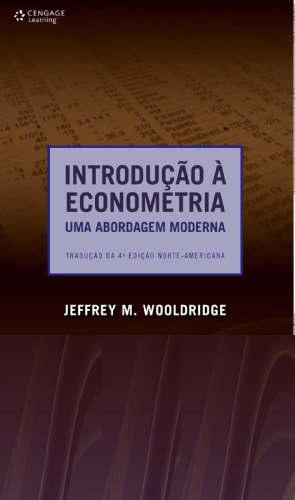 CENGAGE
Learning
INTRODUÇÃO À
ECONOMETRIA
UMA ABORDAGEM MODERNA
TRADUÇÃO DA 4ª EDIÇÃO NORTE-AMERICANA
JEFFREY M. WOOLDRIDGE